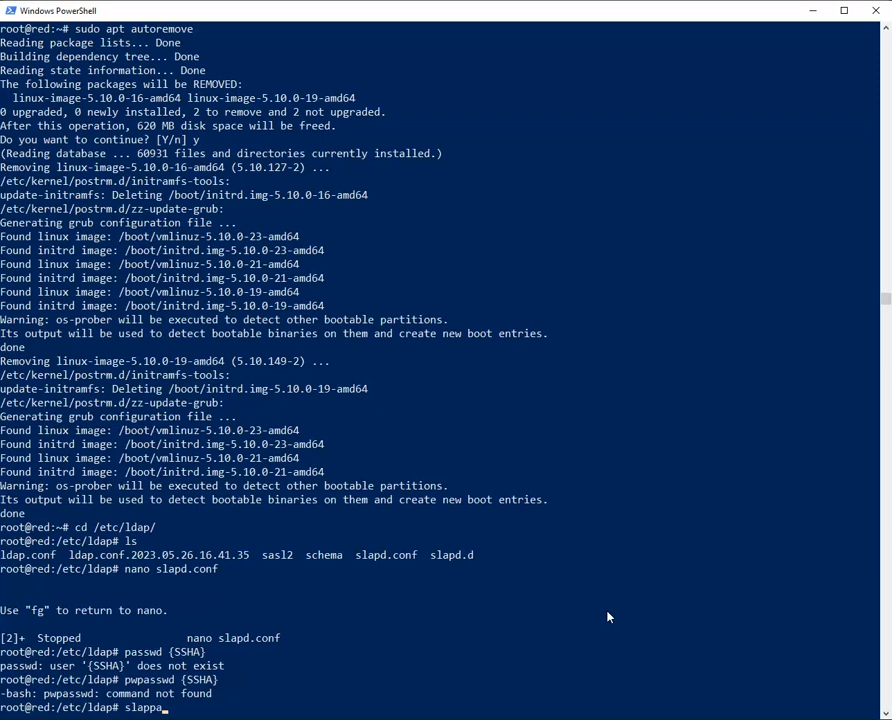 Windows PowerShell
root@red:~# sudo apt autoremove
Reading package lists... Done
Building dependency tree... Done
Reading state information... Done
The following packages will be REMOVED:
  linux-image-5.10.0-16-amd64 linux-image-5.10.0-19-amd64
0 upgraded, 0 newly installed, 2 to remove and 2 not upgraded.
After this operation, 620 MB disk space will be freed.
Do you want to continue? [Y/n] y
(Reading database ... 60931 files and directories currently installed.)
Removing linux-image-5.10.0-16-amd64 (5.10.127-2) ...
/etc/kernel/postrm.d/initramfs-tools:
update-initramfs: Deleting /boot/initrd.img-5.10.0-16-amd64
/etc/kernel/postrm.d/zz-update-grub:
Generating grub configuration file ...
Found linux image: /boot/vmlinuz-5.10.0-23-amd64
Found initrd image: /boot/initrd.img-5.10.0-23-amd64
Found linux image: /boot/vmlinuz-5.10.0-21-amd64
Found initrd image: /boot/initrd.img-5.10.0-21-amd64
Found linux image: /boot/vmlinuz-5.10.0-19-amd64
Found initrd image: /boot/initrd.img-5.10.0-19-amd64
Warning: os-prober will be executed to detect other bootable partitions.
Its output will be used to detect bootable binaries on them and create new boot entries.
done
Removing linux-image-5.10.0-19-amd64 (5.10.149-2) ...
/etc/kernel/postrm.d/initramfs-tools:
update-initramfs: Deleting /boot/initrd.img-5.10.0-19-amd64
/etc/kernel/postrm.d/zz-update-grub:
Generating grub configuration file ...
Found linux image: /boot/vmlinuz-5.10.0-23-amd64
Found initrd image: /boot/initrd.img-5.10.0-23-amd64
Found linux image: /boot/vmlinuz-5.10.0-21-amd64
Found initrd image: /boot/initrd.img-5.10.0-21-amd64
Warning: os-prober will be executed to detect other bootable partitions.
Its output will be used to detect bootable binaries on them and create new boot entries.
done
root@red:~# cd /etc/ldap/
root@red:/etc/ldap# ls
ldap.conf  ldap.conf.2023.05.26.16.41.35  sasl2  schema  slapd.conf  slapd.d
root@red:/etc/ldap# nano slapd.conf
Use "fg" to return to nano.
[2]+  Stopped                 nano slapd.conf
root@red:/etc/ldap# passwd {SSHA}
passwd: user '{SSHA}' does not exist
root@red:/etc/ldap# pwpasswd {SSHA}
-bash: pwpasswd: command not found
root@red:/etc/ldap# slappa